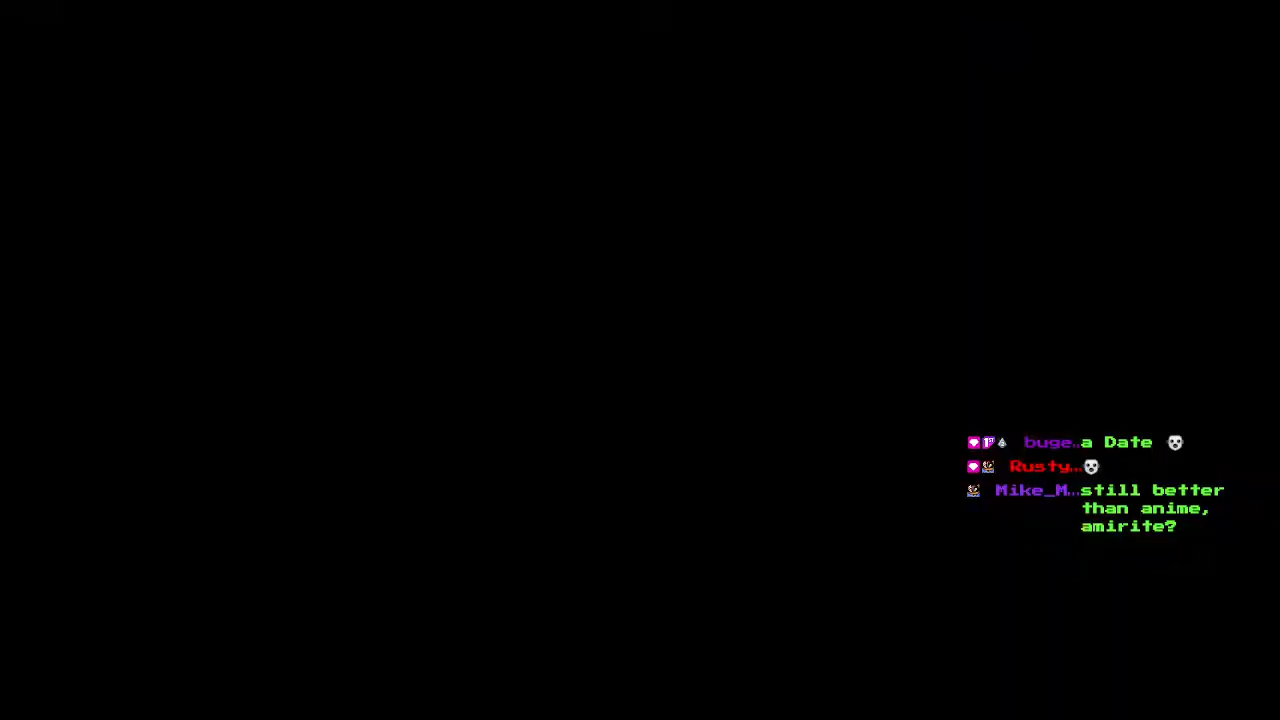 buge..a Date
Rusty...
Mike_M...still better
than anime,
amirite?